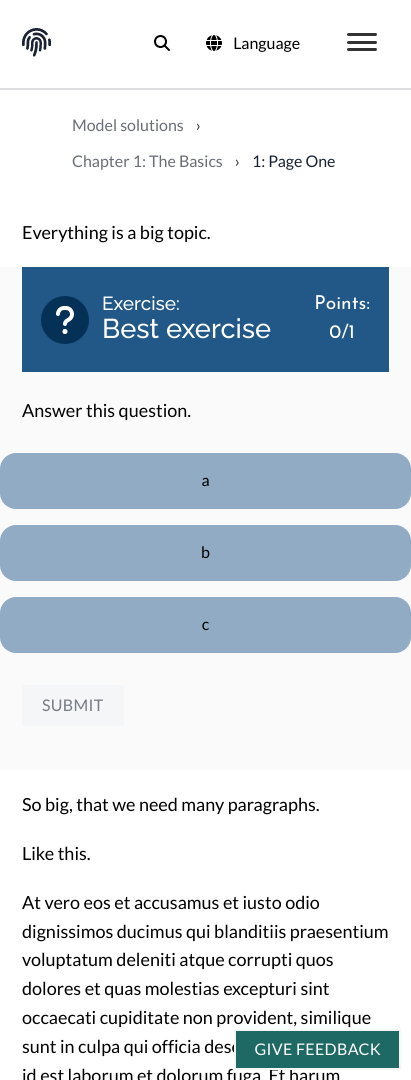 Language
Model solutions ›
Chapter 1: The Basics › 1: Page One
Everything is a big topic.
?
Exercise:
Best exercise
Points:
0/1
Answer this question.
a
b
c
SUBMIT
So big, that we need many paragraphs.
Like this.
At vero eos et accusamus et iusto odio
dignissimos ducimus qui blanditiis praesentium
voluptatum deleniti atque corrupti quos
dolores et quas molestias excepturi sint
occaecati cupiditate non provident, similique
sunt in culpa qui officia
GIVE FEEDBACK
id est laborum et dolorum fuga. Et harum